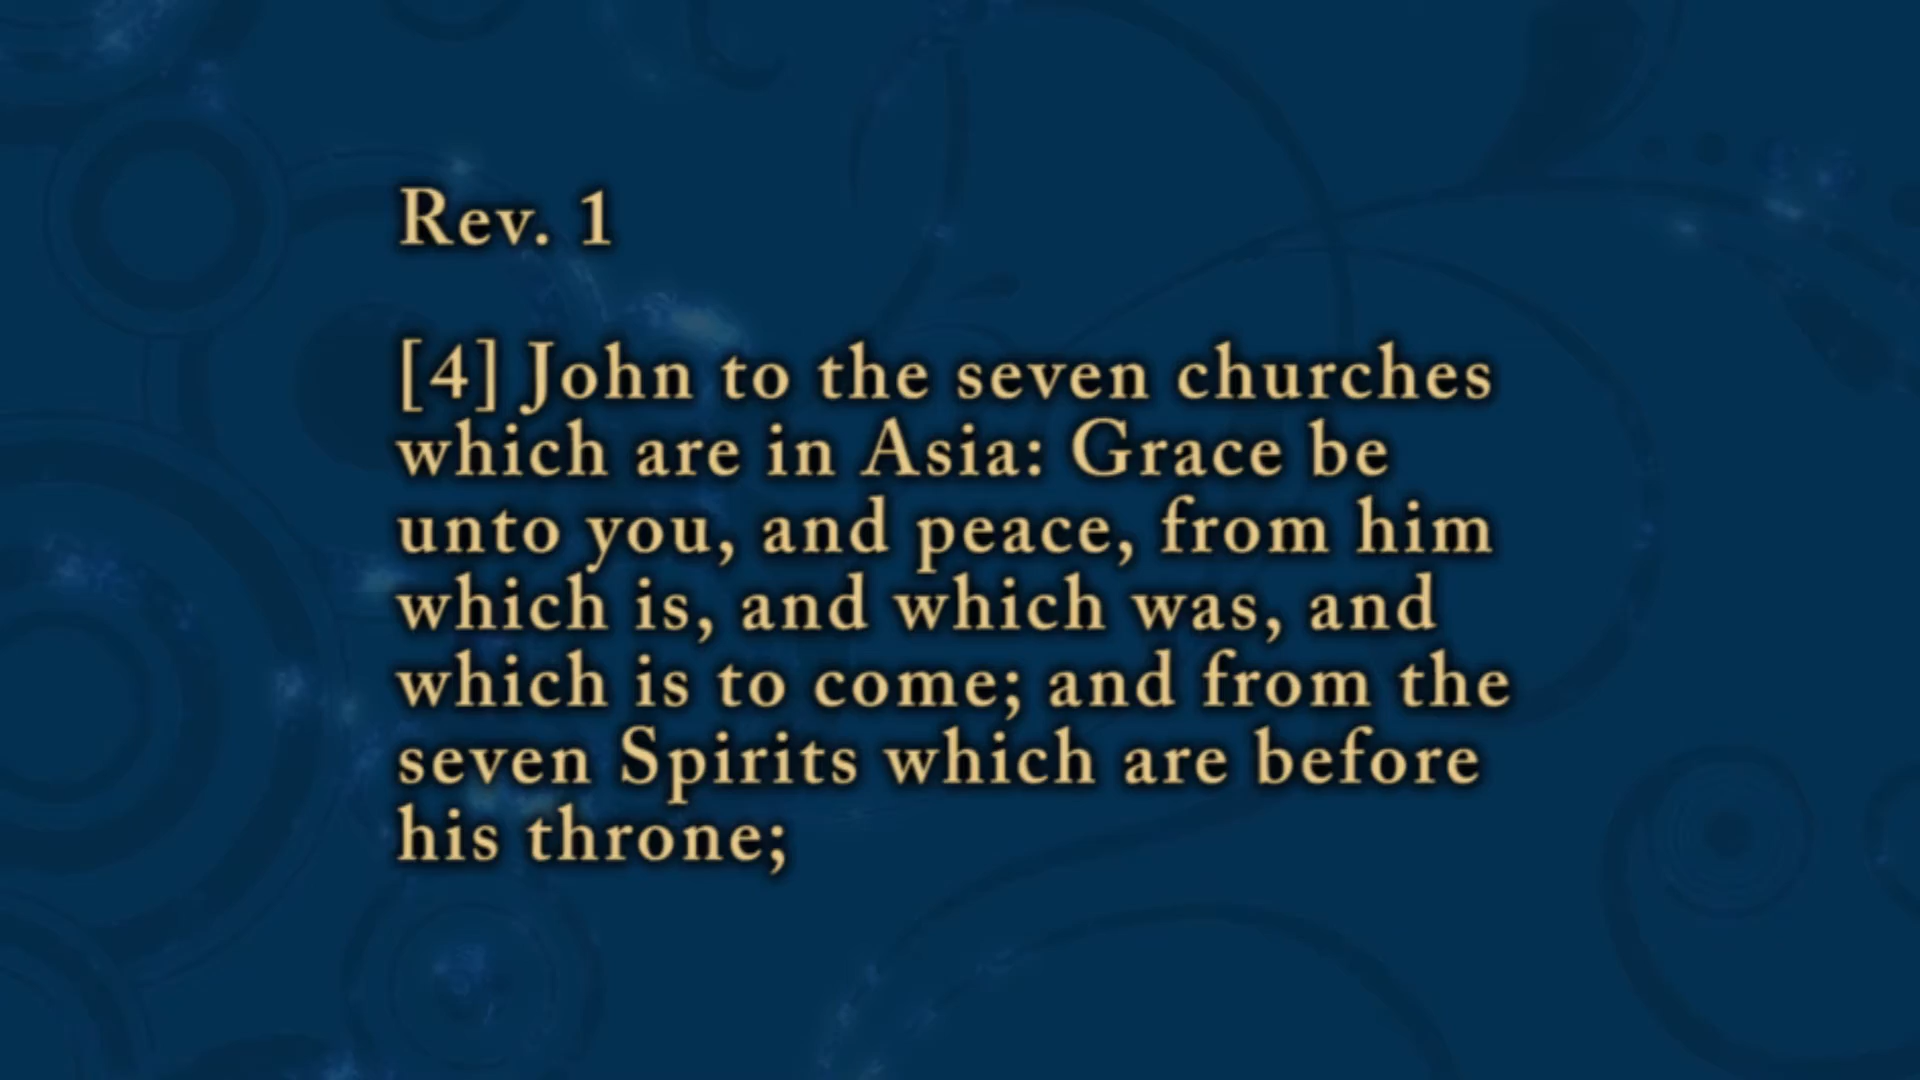 Rev. 1
[4] John to the seven churches
which are in Asia: Grace be
unto you, and peace, from him
which is, and which was, and
which is to come; and from the
seven Spirits which are before
his throne;